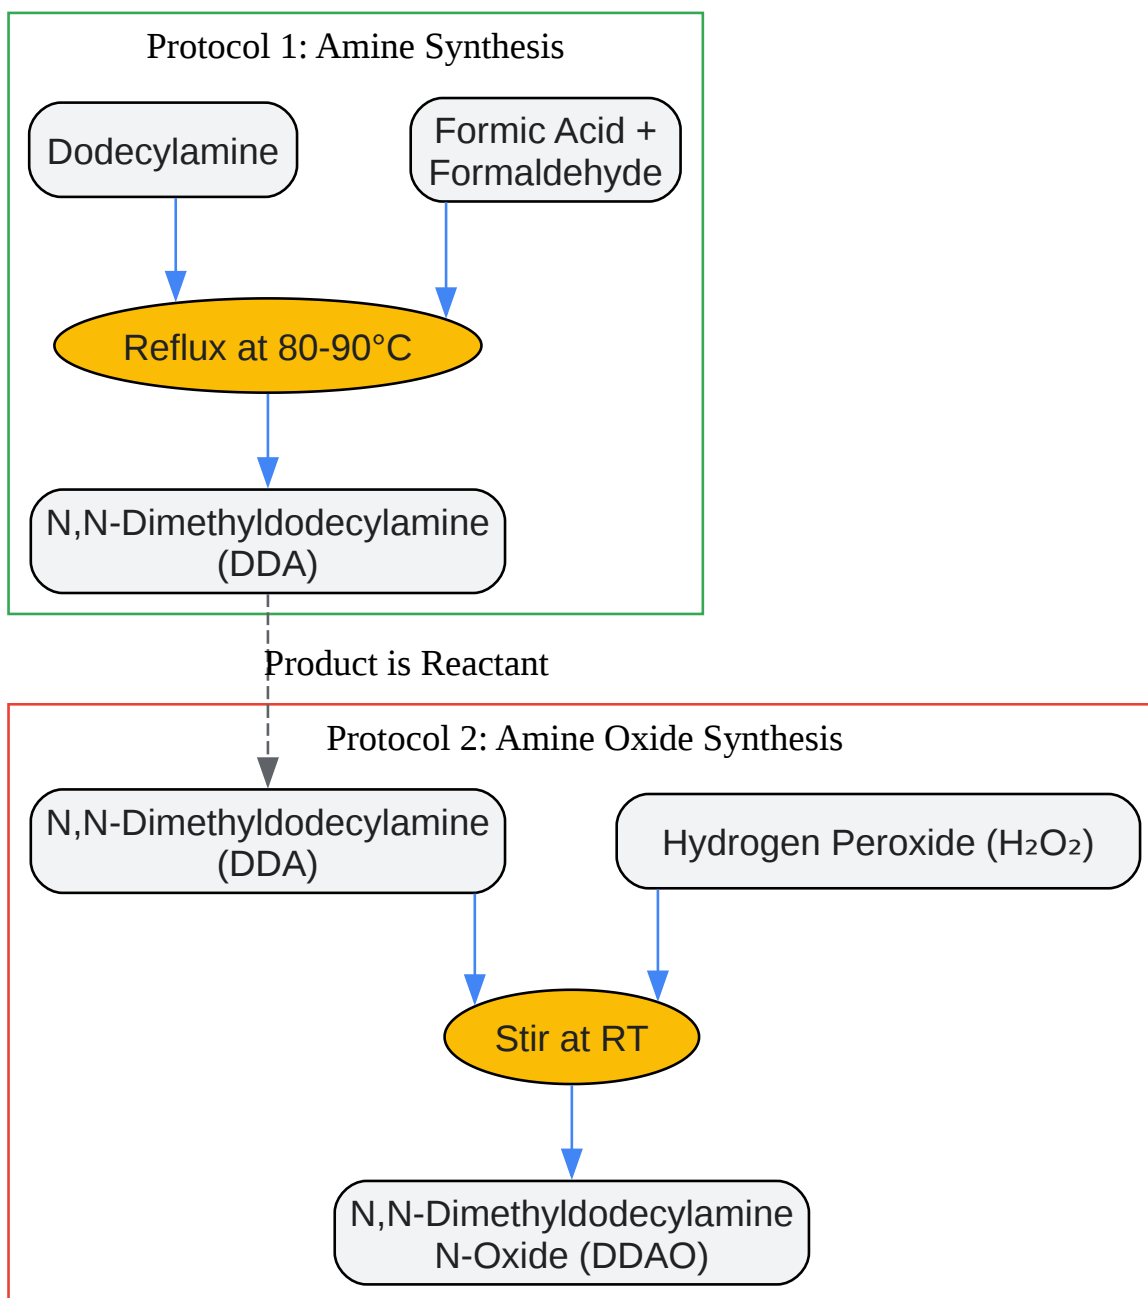 Protocol 1: Amine Synthesis
Dodecylamine
Formic Acid +
Formaldehyde
Reflux at 80-90°C
N,N-Dimethyldodecylamine
(DDA)
Product is Reactant
Protocol 2: Amine Oxide Synthesis
N,N-Dimethyldodecylamine
(DDA)
Hydrogen Peroxide (H₂O₂)
Stir at RT
N,N-Dimethyldodecylamine
N-Oxide (DDAO)